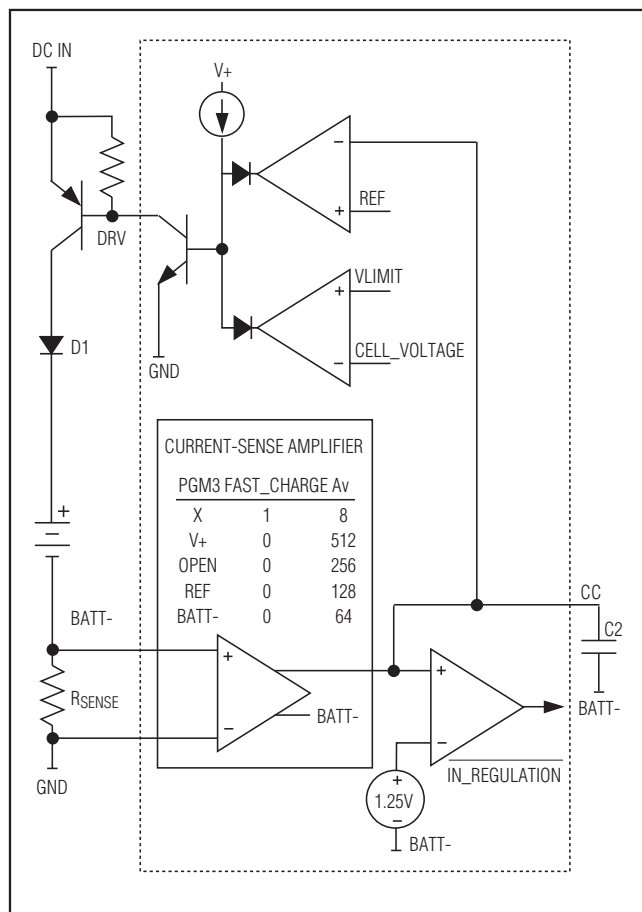 DC IN
V+
REF
DRV
VLIMIT
D1
CELL_VOLTAGE
GND
CURRENT-SENSE AMPLIFIER
PGM3 FAST_CHARGE Av
X 1 8
V+ 0 512
OPEN 0 256
REF 0 128
BATT- 0 64
BATT-
CC
C2
RSENSE
BATT-
BATT-
IN_REGULATION
GND
1.25V
BATT-